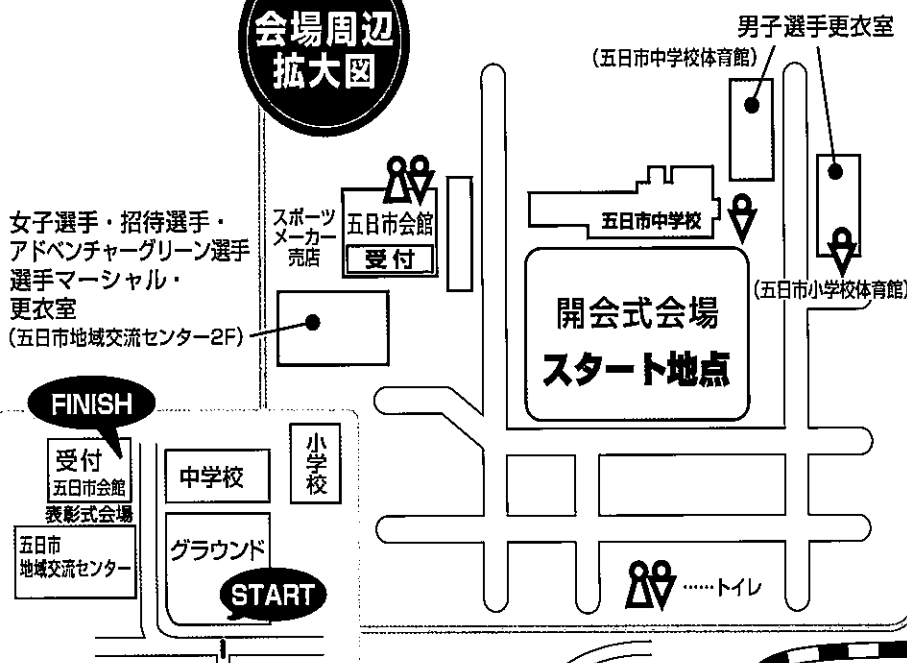 会場周辺
拡大図
男子選手更衣室
(五日市中学校体育館)
女子選手・招待選手・
アドベンチャーグリーン選手
選手マーシャル・
更衣室
(五日市地域交流センター2F)
スポーツ
メーカー
売店
五日市会館
受付
五日市中学校
(五日市小学校体育館)
開会式会場
スタート地点
FINISH
受付
五日市会館
表彰式会場
五日市
地域交流センター
中学校
小学校
グラウンド
START
……トイレ